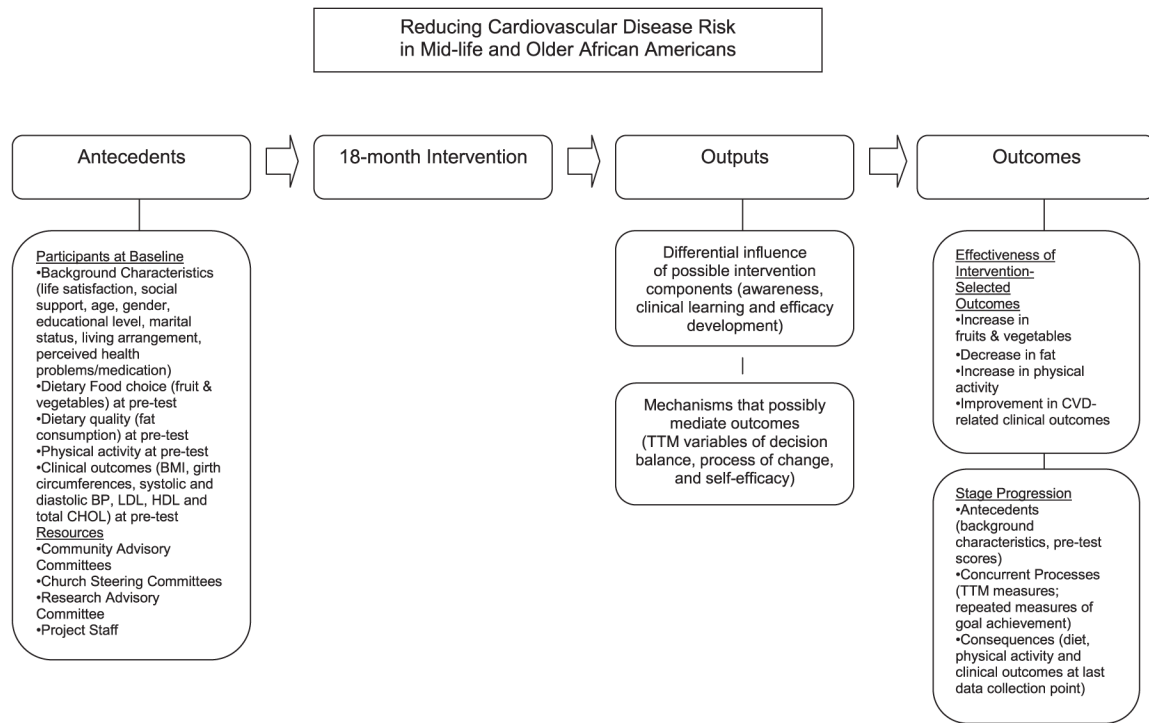 Reducing Cardiovascular Disease Risk
in Mid-life and Older African Americans
Antecedents
18-month Intervention
Outputs
Outcomes
Participants at Baseline
•Background Characteristics
(life satisfaction, social
support, age, gender,
educational level, marital
status, living arrangement,
perceived health
problems/medication)
•Dietary Food choice (fruit &
vegetables) at pre-test
•Dietary quality (fat
consumption) at pre-test
•Physical activity at pre-test
•Clinical outcomes (BMI, girth
circumferences, systolic and
diastolic BP, LDL, HDL and
total CHOL) at pre-test
Resources
•Community Advisory
Committees
•Church Steering Committees
•Research Advisory
Committee
•Project Staff
Differential influence
of possible intervention
components (awareness,
clinical learning and efficacy
development)
Mechanisms that possibly
mediate outcomes
(TTM variables of decision
balance, process of change,
and self-efficacy)
Effectiveness of
Intervention-
Selected
Outcomes
•Increase in
fruits & vegetables
•Decrease in fat
•Increase in physical
activity
•Improvement in CVD-
related clinical outcomes
Stage Progression
•Antecedents
(background
characteristics, pre-test
scores)
•Concurrent Processes
(TTM measures;
repeated measures of
goal achievement)
•Consequences (diet,
physical activity and
clinical outcomes at last
data collection point)